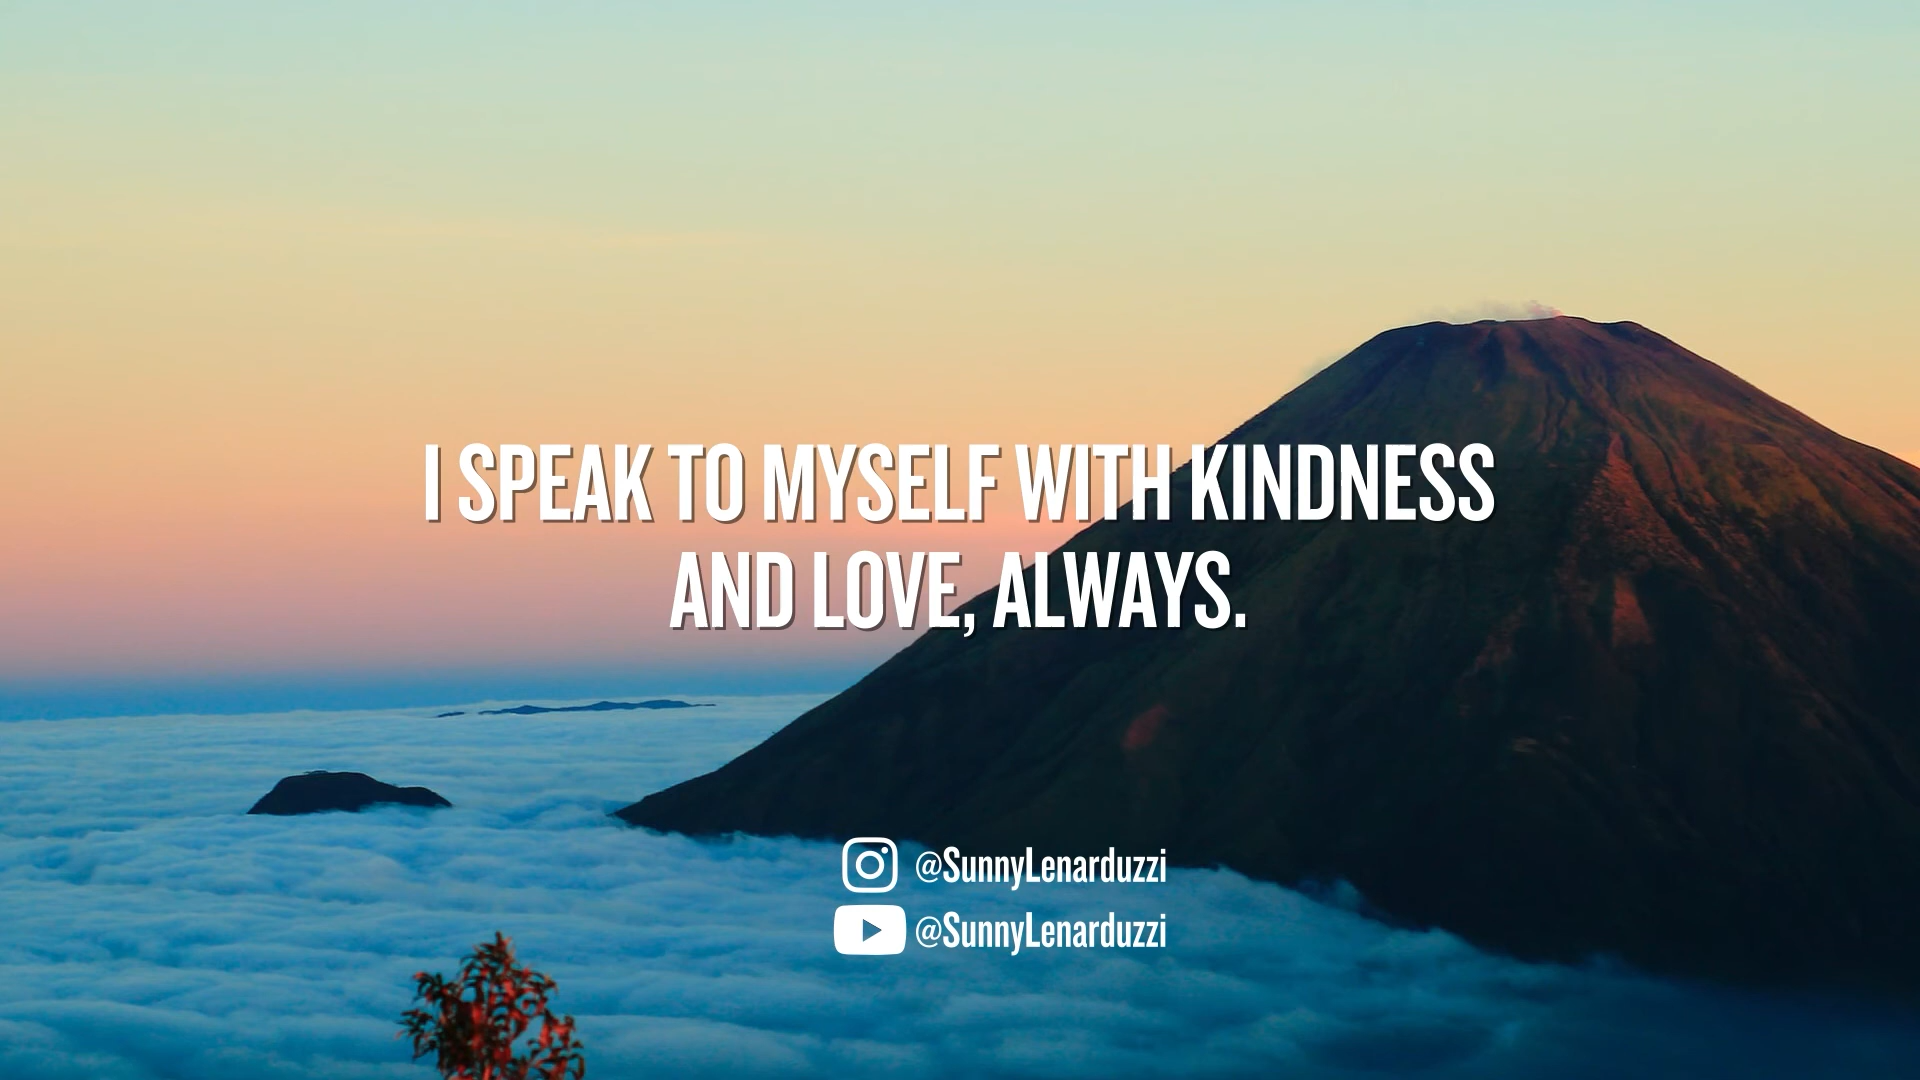 I SPEAK TO MYSELF WITH KINDNESS
AND LOVE, ALWAYS.
@SunnyLenarduzzi
@SunnyLenarduzzi